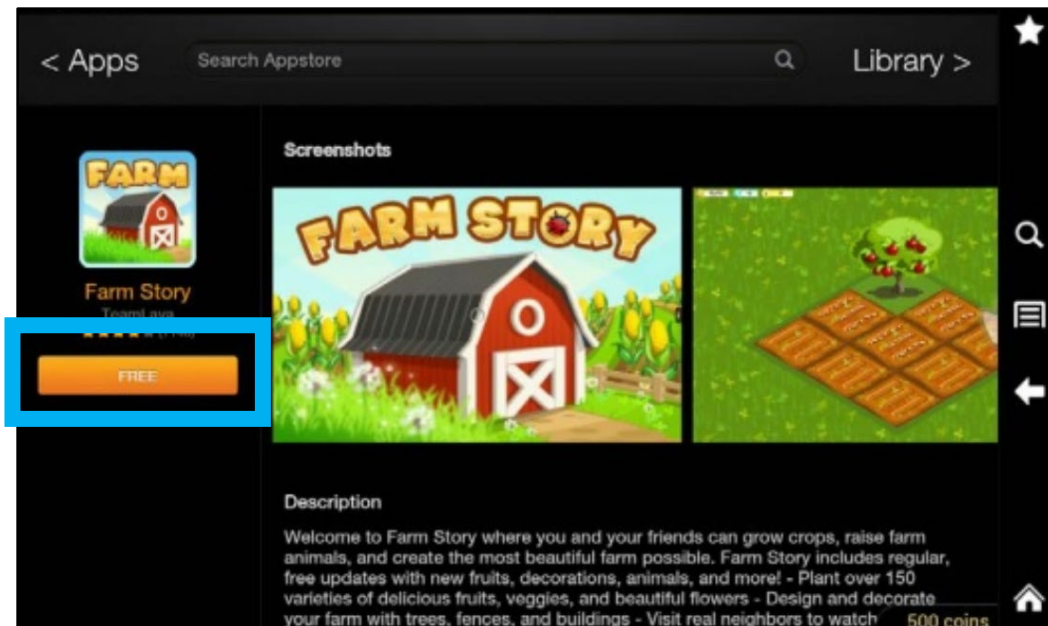 < Apps
Search Appstore
Library >
Screenshots
FARM
FARM STORY
Farm Story
TeamLava
FREE
Description
Welcome to Farm Story where you and your friends can grow crops, raise farm
animals, and create the most beautiful farm possible. Farm Story includes regular,
free updates with new fruits, decorations, animals, and more! - Plant over 150
varieties of delicious fruits, veggies, and beautiful flowers - Design and decorate
your farm with trees, fences, and buildings - Visit real neighbors to watch
500 coins